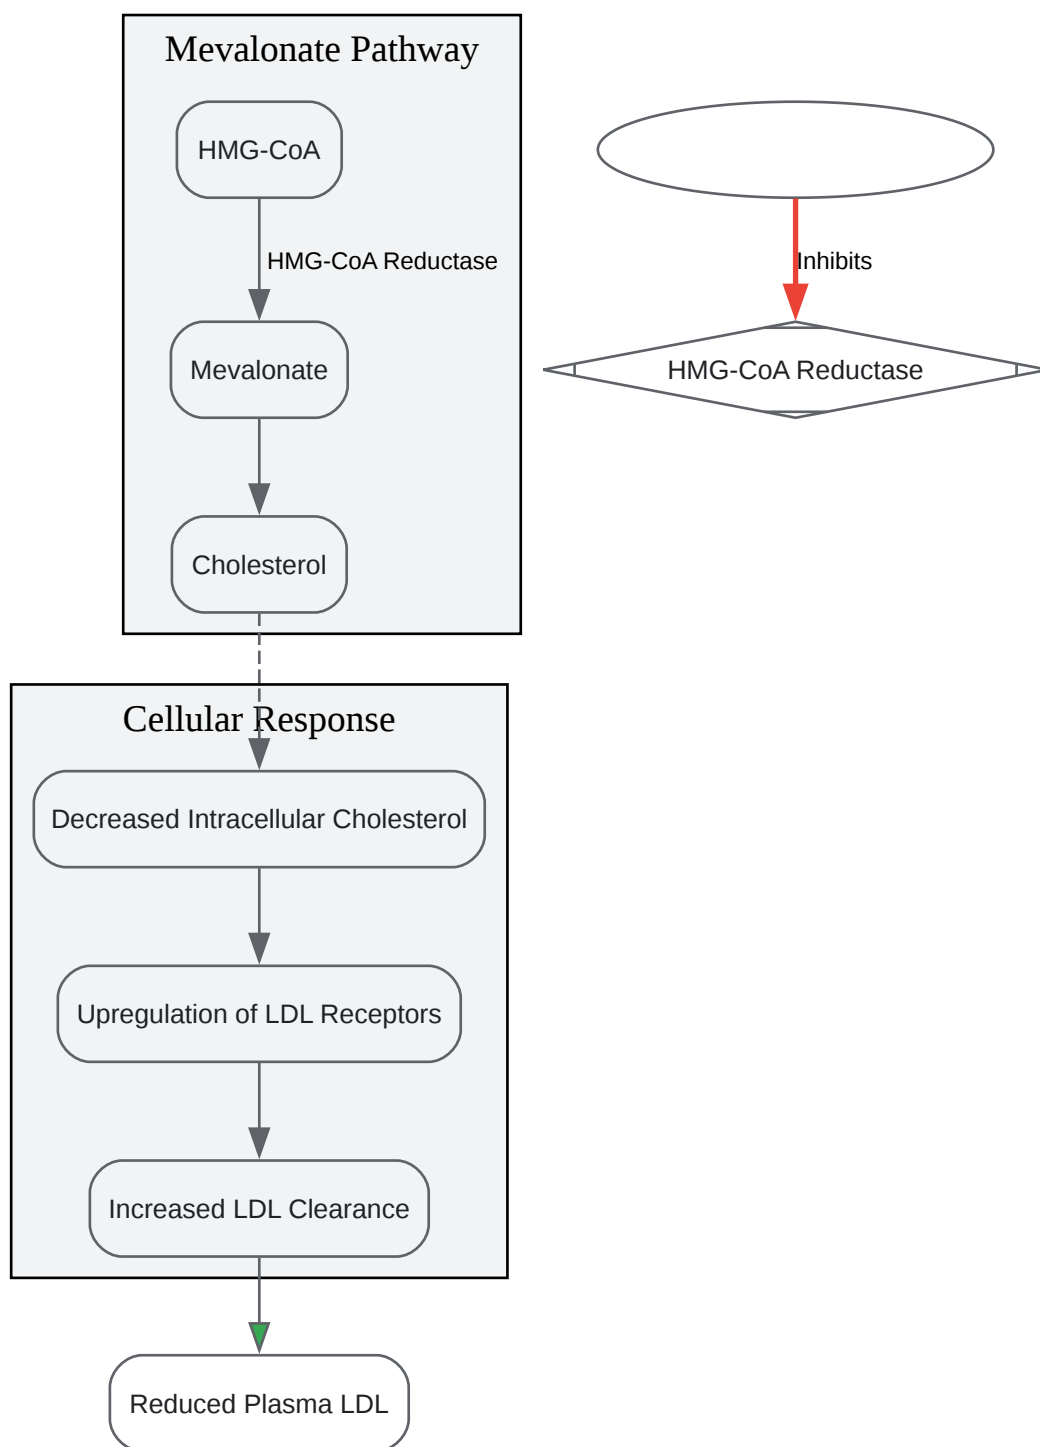 Mevalonate Pathway
HMG-CoA
HMG-CoA Reductase
Mevalonate
Cholesterol
Inhibits
HMG-CoA Reductase
Cellular Response
Decreased Intracellular Cholesterol
Upregulation of LDL Receptors
Increased LDL Clearance
Reduced Plasma LDL